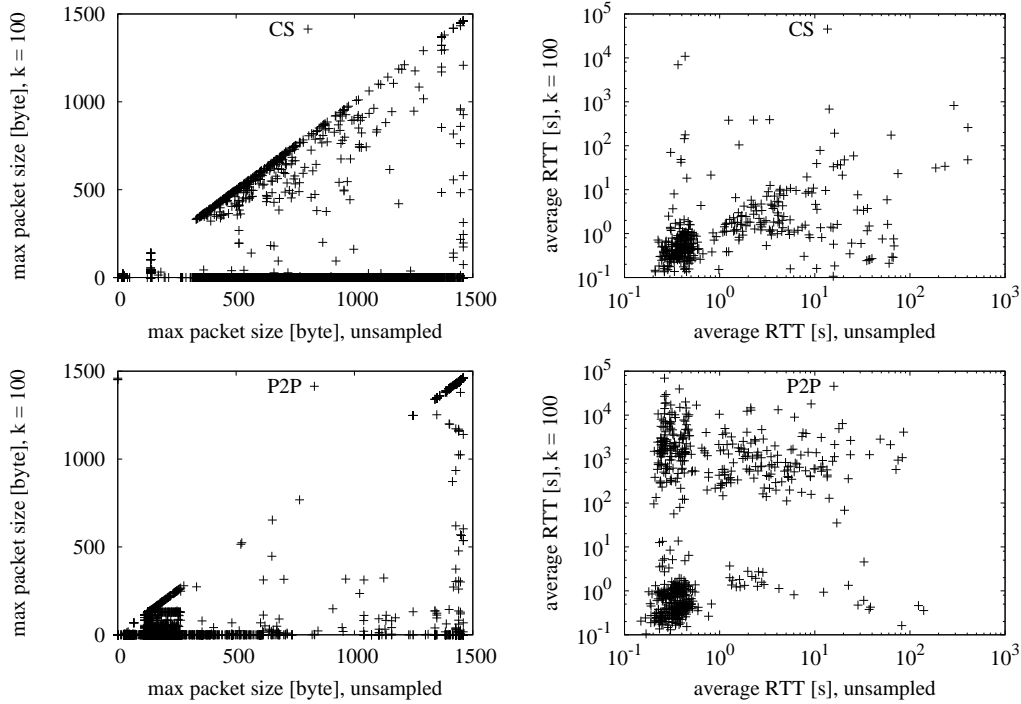 max packet size [byte], k = 100
1500
1000
500
0
CS
0 500 1000 1500
max packet size [byte], unsampled
average RTT [s], k = 100
10^5
10^4
10^3
10^2
10^1
10^0
10^-1
CS
10^-1 10^0 10^1 10^2 10^3
average RTT [s], unsampled
max packet size [byte], k = 100
1500
1000
500
0
P2P
0 500 1000 1500
max packet size [byte], unsampled
average RTT [s], k = 100
10^5
10^4
10^3
10^2
10^1
10^0
10^-1
P2P
10^-1 10^0 10^1 10^2 10^3
average RTT [s], unsampled